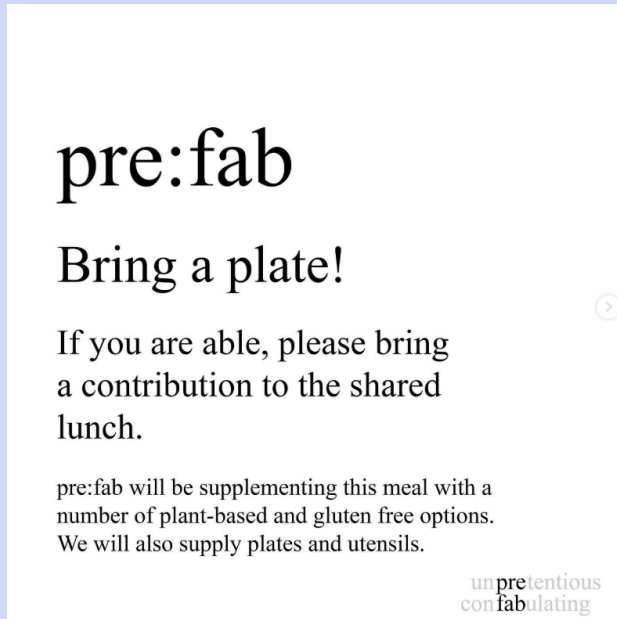 pre:fab
Bring a plate!
If you are able, please bring
a contribution to the shared
lunch.
pre:fab will be supplementing this meal with a
number of plant-based and gluten free options.
We will also supply plates and utensils.
unpretentious
confabulating